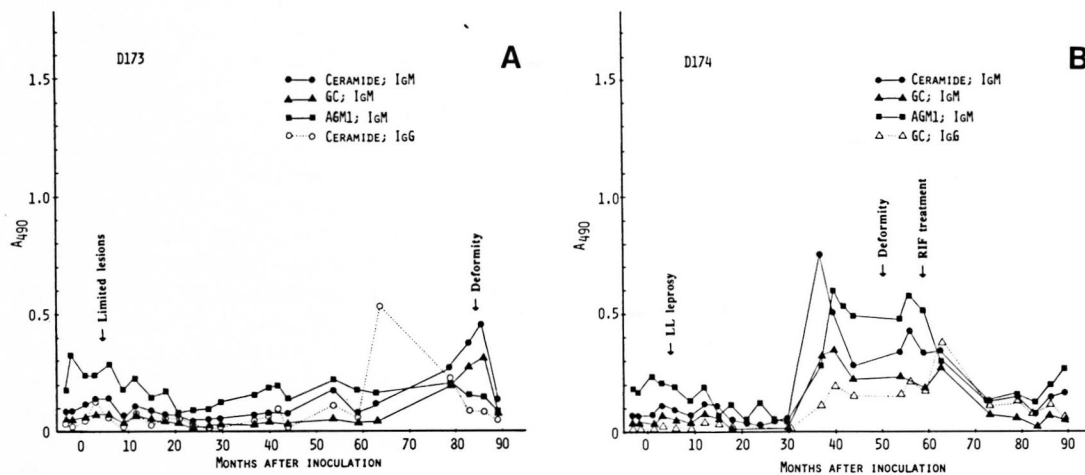 D173
A
CERAMIDE; IGM
GC; IGM
AGM1; IGM
CERAMIDE; IGG
1.5
1.0
0.5
0
A490
Limited lesions
Deformity
0 10 20 30 40 50 60 70 80 90
MONTHS AFTER INOCULATION
D174
B
CERAMIDE; IGM
GC; IGM
AGM1; IGM
GC; IGG
1.5
1.0
0.5
0
LL leprosy
Deformity
RIF treatment
0 10 20 30 40 50 60 70 80 90
MONTHS AFTER INOCULATION